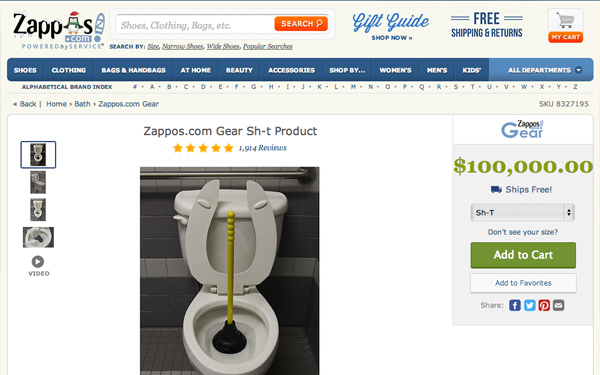 Zappos
.com
POWEREDbySERVICE®
Shoes, Clothing, Bags, etc.
SEARCH
SEARCH BY: Size, Narrow Shoes, Wide Shoes, Popular Searches
Gift Guide
SHOP NOW »
FREE
SHIPPING & RETURNS
MY CART
SHOES CLOTHING BAGS & HANDBAGS AT HOME BEAUTY ACCESSORIES SHOP BY... WOMEN'S MEN'S KIDS' ALL DEPARTMENTS
ALPHABETICAL BRAND INDEX # • A • B • C • D • E • F • G • H • I • J • K • L • M • N • O • P • Q • R • S • T • U • V • W • X • Y • Z
« Back | Home › Bath › Zappos.com Gear
SKU 8327195
Zappos.com Gear Sh-t Product
1,914 Reviews
VIDEO
Zappos
Gear
$100,000.00
Ships Free!
Sh-T
Don't see your size?
Add to Cart
Add to Favorites
Share: